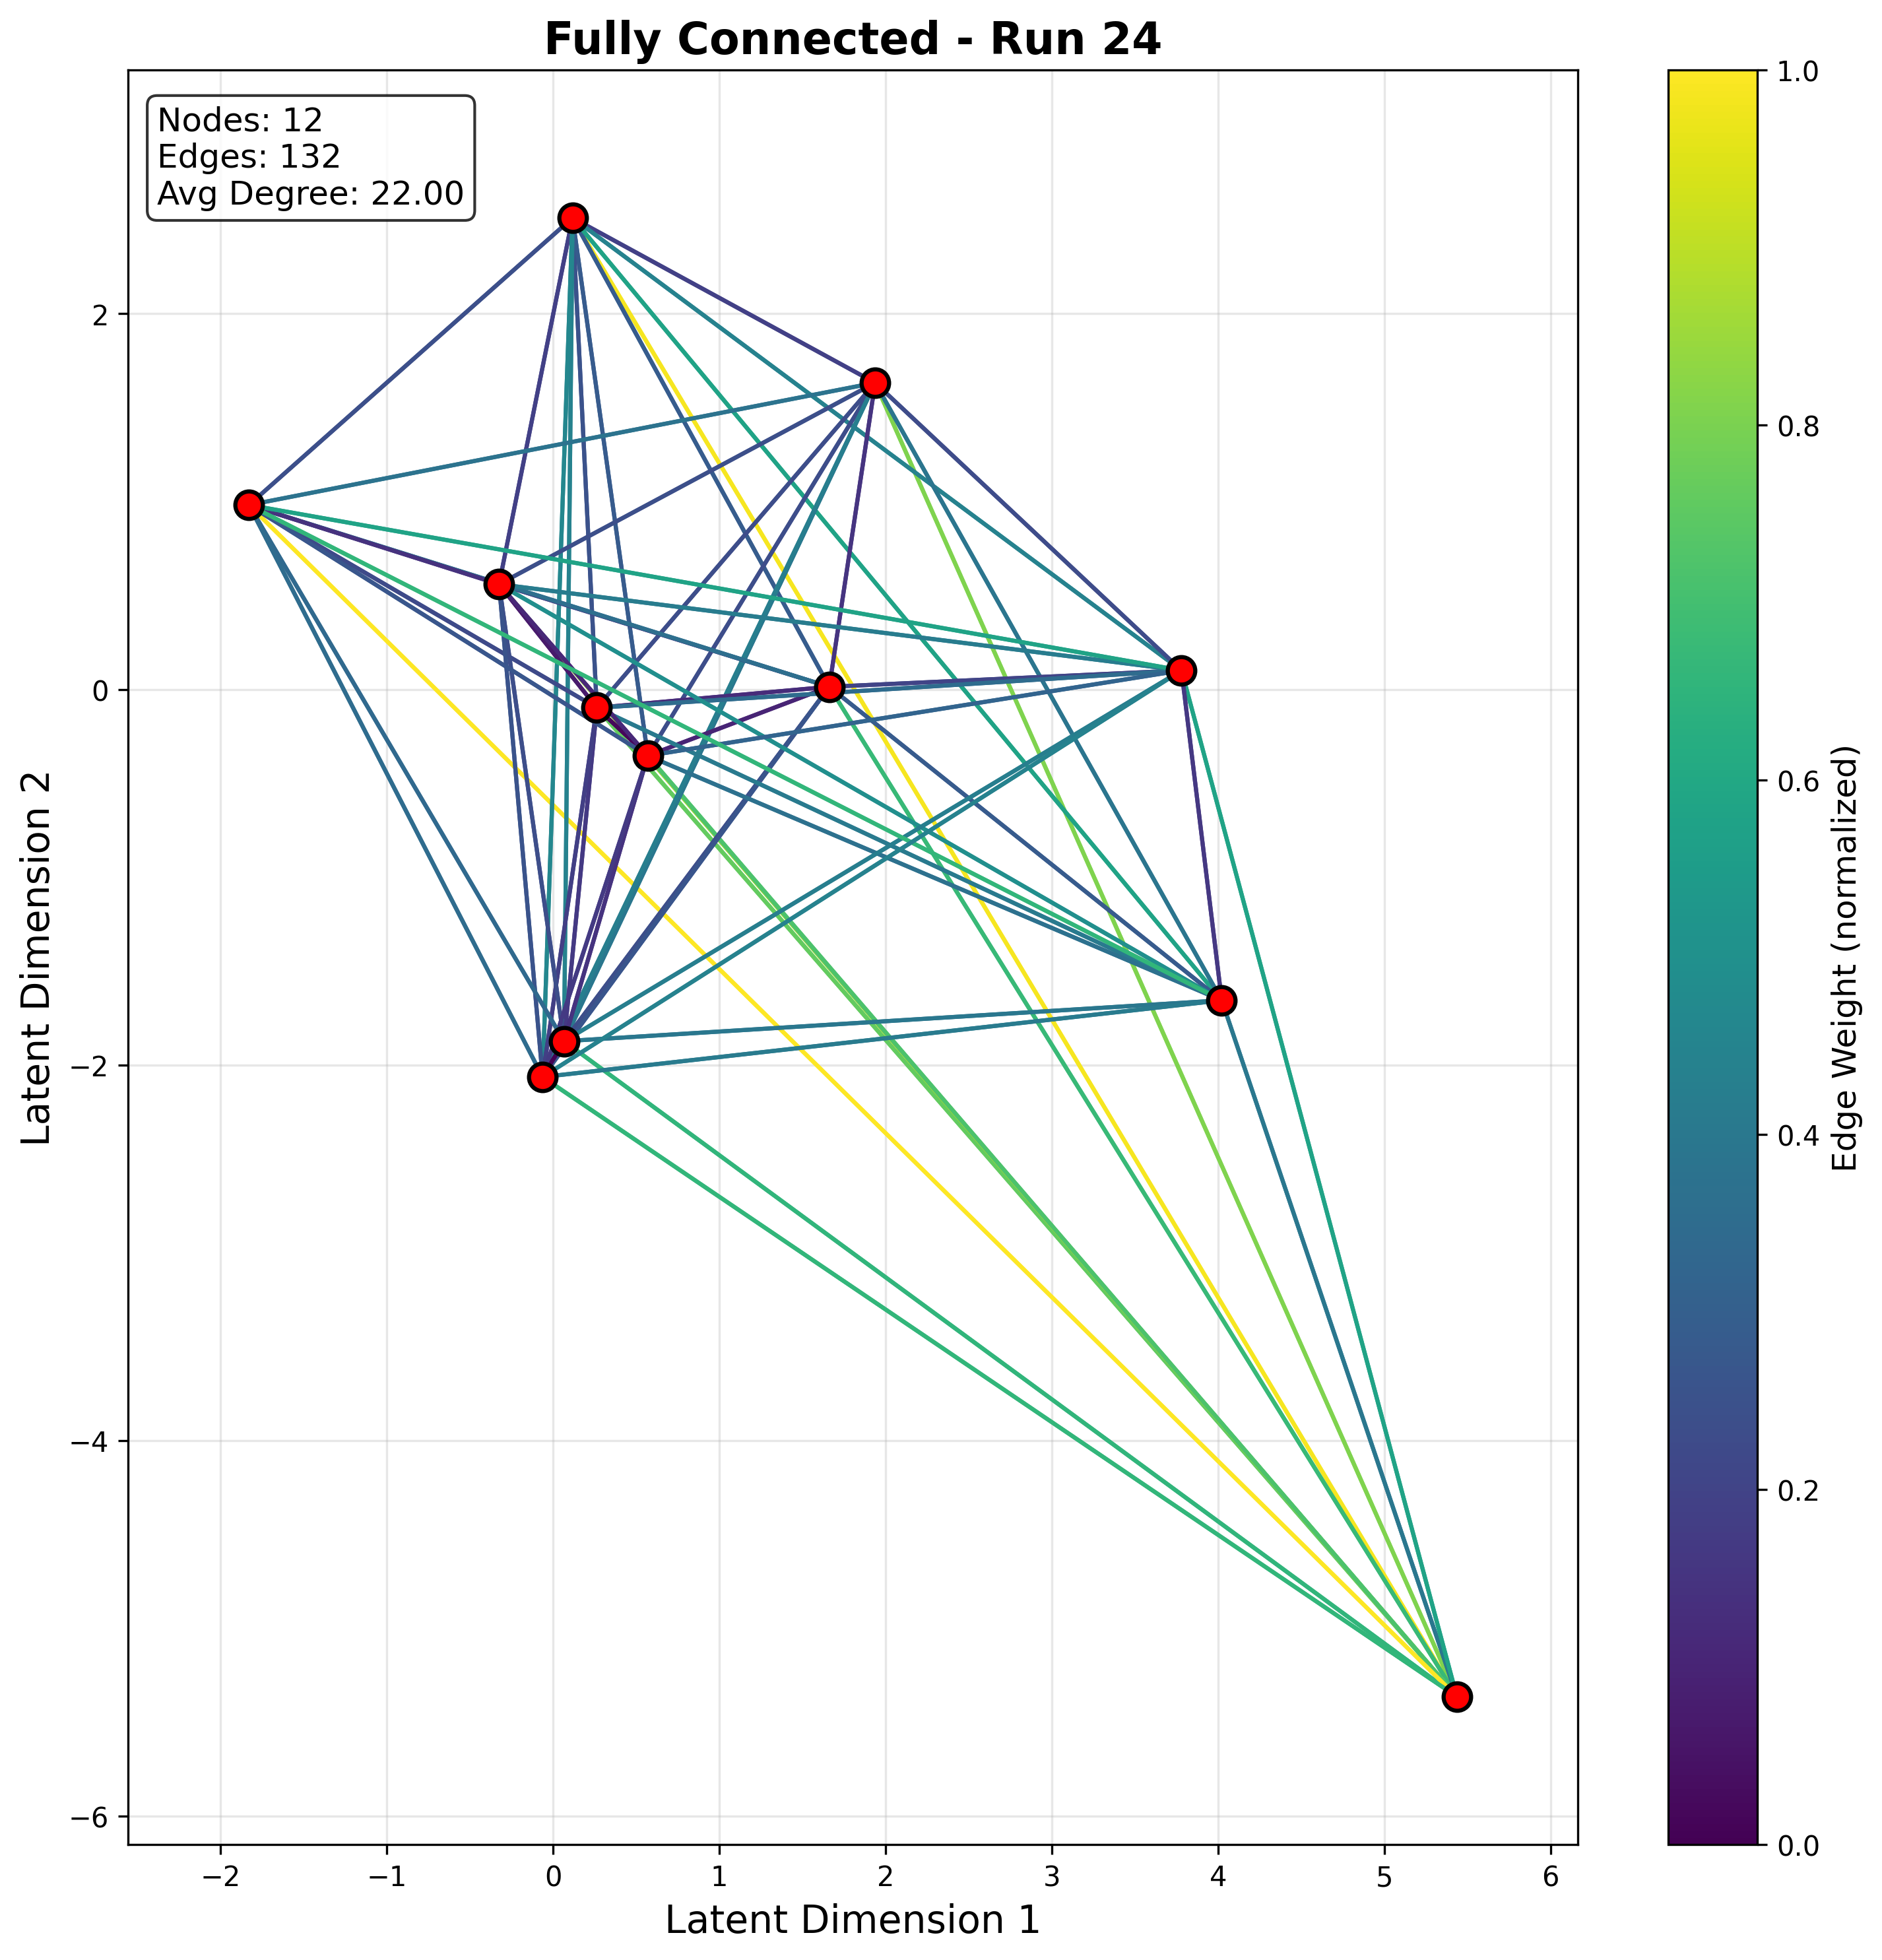 Fully Connected - Run 24
Nodes: 12
Edges: 132
Avg Degree: 22.00
2
0
−2
−4
−6
Latent Dimension 2
−2
−1
0
1
2
3
4
5
6
Latent Dimension 1
1.0
0.8
0.6
0.4
0.2
0.0
Edge Weight (normalized)